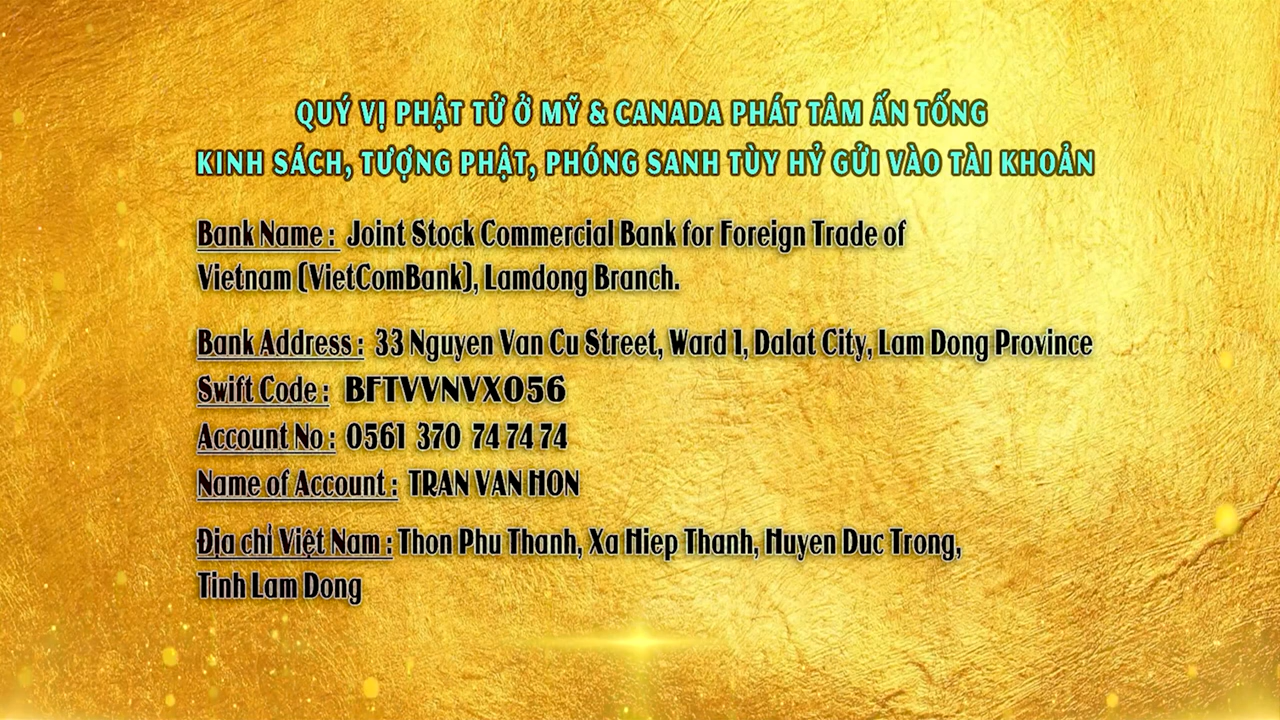 QUÝ VỊ PHẬT TỬ Ở MỸ & CANADA PHÁT TÂM ẤN TỐNG
KINH SÁCH, TƯỢNG PHẬT, PHÓNG SANH TÙY HỶ GỬI VÀO TÀI KHOẢN
Bank Name : Joint Stock Commercial Bank for Foreign Trade of
Vietnam (VietComBank), Lamdong Branch.
Bank Address : 33 Nguyen Van Cu Street, Ward 1, Dalat City, Lam Dong Province
Swift Code : BFTVVNVX056
Account No : 0561 370 74 74 74
Name of Account : TRAN VAN HON
Địa chỉ Việt Nam : Thon Phu Thanh, Xa Hiep Thanh, Huyen Duc Trong,
Tinh Lam Dong